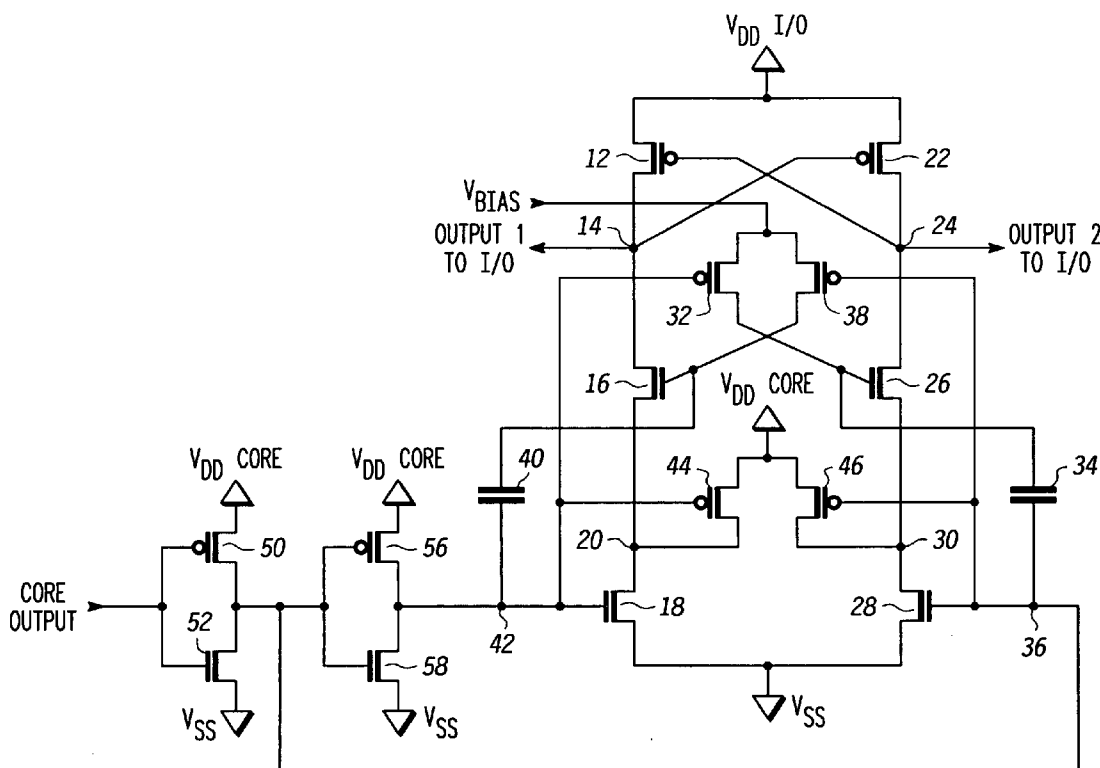 V_DD I/O
12
22
V_BIAS
14
24
OUTPUT 1
TO I/O
OUTPUT 2
TO I/O
32
38
16
26
V_DD CORE
V_DD CORE
V_DD CORE
40
44
46
34
50
56
20
30
CORE
OUTPUT
52
58
42
18
28
36
V_SS
V_SS
V_SS